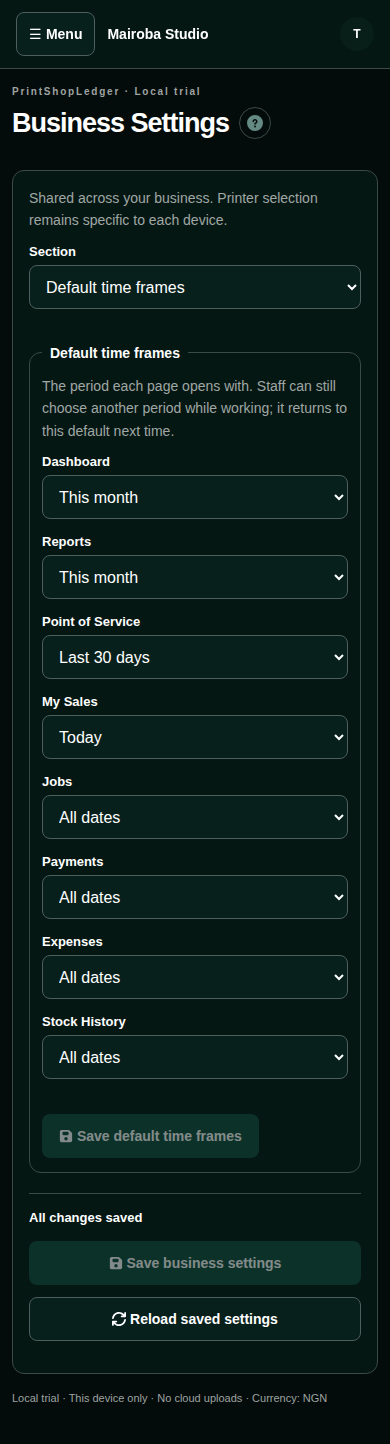 ☰ Menu
Mairoba Studio
T
PrintShopLedger · Local trial
Business Settings
?
Shared across your business. Printer selection
remains specific to each device.
Section
Default time frames
Default time frames
The period each page opens with. Staff can still
choose another period while working; it returns to
this default next time.
Dashboard
This month
Reports
This month
Point of Service
Last 30 days
My Sales
Today
Jobs
All dates
Payments
All dates
Expenses
All dates
Stock History
All dates
Save default time frames
All changes saved
Save business settings
Reload saved settings
Local trial · This device only · No cloud uploads · Currency: NGN